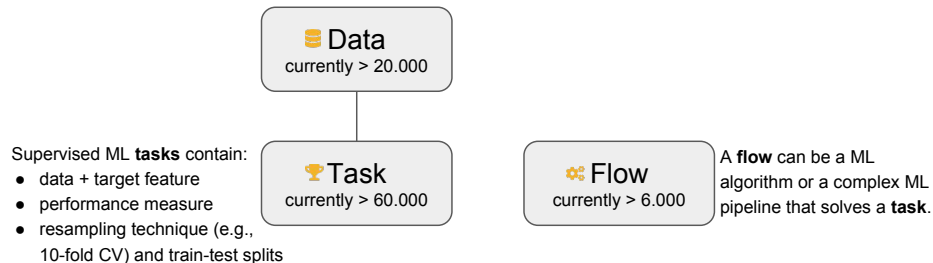 Data
currently > 20.000
Supervised ML tasks contain:
● data + target feature
● performance measure
● resampling technique (e.g.,
10-fold CV) and train-test splits
Task
currently > 60.000
Flow
currently > 6.000
A flow can be a ML
algorithm or a complex ML
pipeline that solves a task.